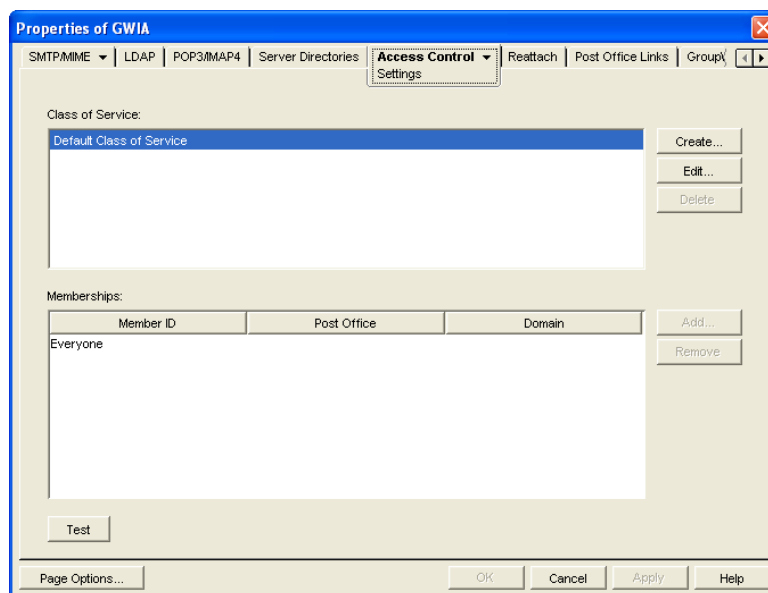 Properties of GWIA
SMTP/MIME LDAP POP3/IMAP4 Server Directories Access Control Reattach Post Office Links
Settings
Class of Service:
Default Class of Service
Create...
Edit...
Delete
Memberships:
Member ID Post Office Domain
Everyone
Add...
Remove
Test
Page Options... OK Cancel Apply Help